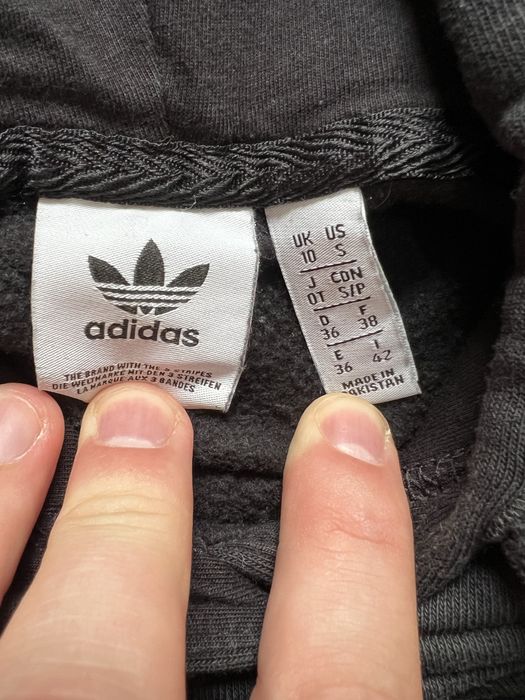 adidas
THE BRAND WITH THE 3 STRIPES
DIE WELTMARKE MIT DEN 3 STREIFEN
LA MARQUE AUX 3 BANDES
UK US
10 S
J CDN
OT S/P
D F
36 38
E I
36 42
MADE IN
PAKISTAN